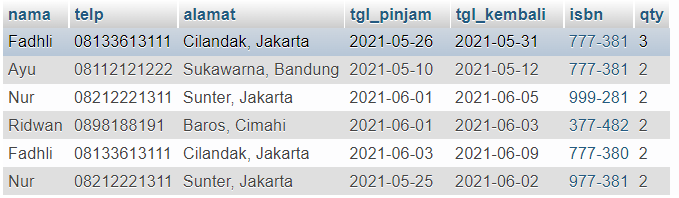 nama telp alamat tgl_pinjam tgl_kembali isbn qty
Fadhli 08133613111 Cilandak, Jakarta 2021-05-26 2021-05-31 777-381 3
Ayu 08112121222 Sukawarna, Bandung 2021-05-10 2021-05-12 777-381 2
Nur 08212221311 Sunter, Jakarta 2021-06-01 2021-06-05 999-281 2
Ridwan 0898188191 Baros, Cimahi 2021-06-01 2021-06-03 377-482 2
Fadhli 08133613111 Cilandak, Jakarta 2021-06-03 2021-06-09 777-380 2
Nur 08212221311 Sunter, Jakarta 2021-05-25 2021-06-02 977-381 2